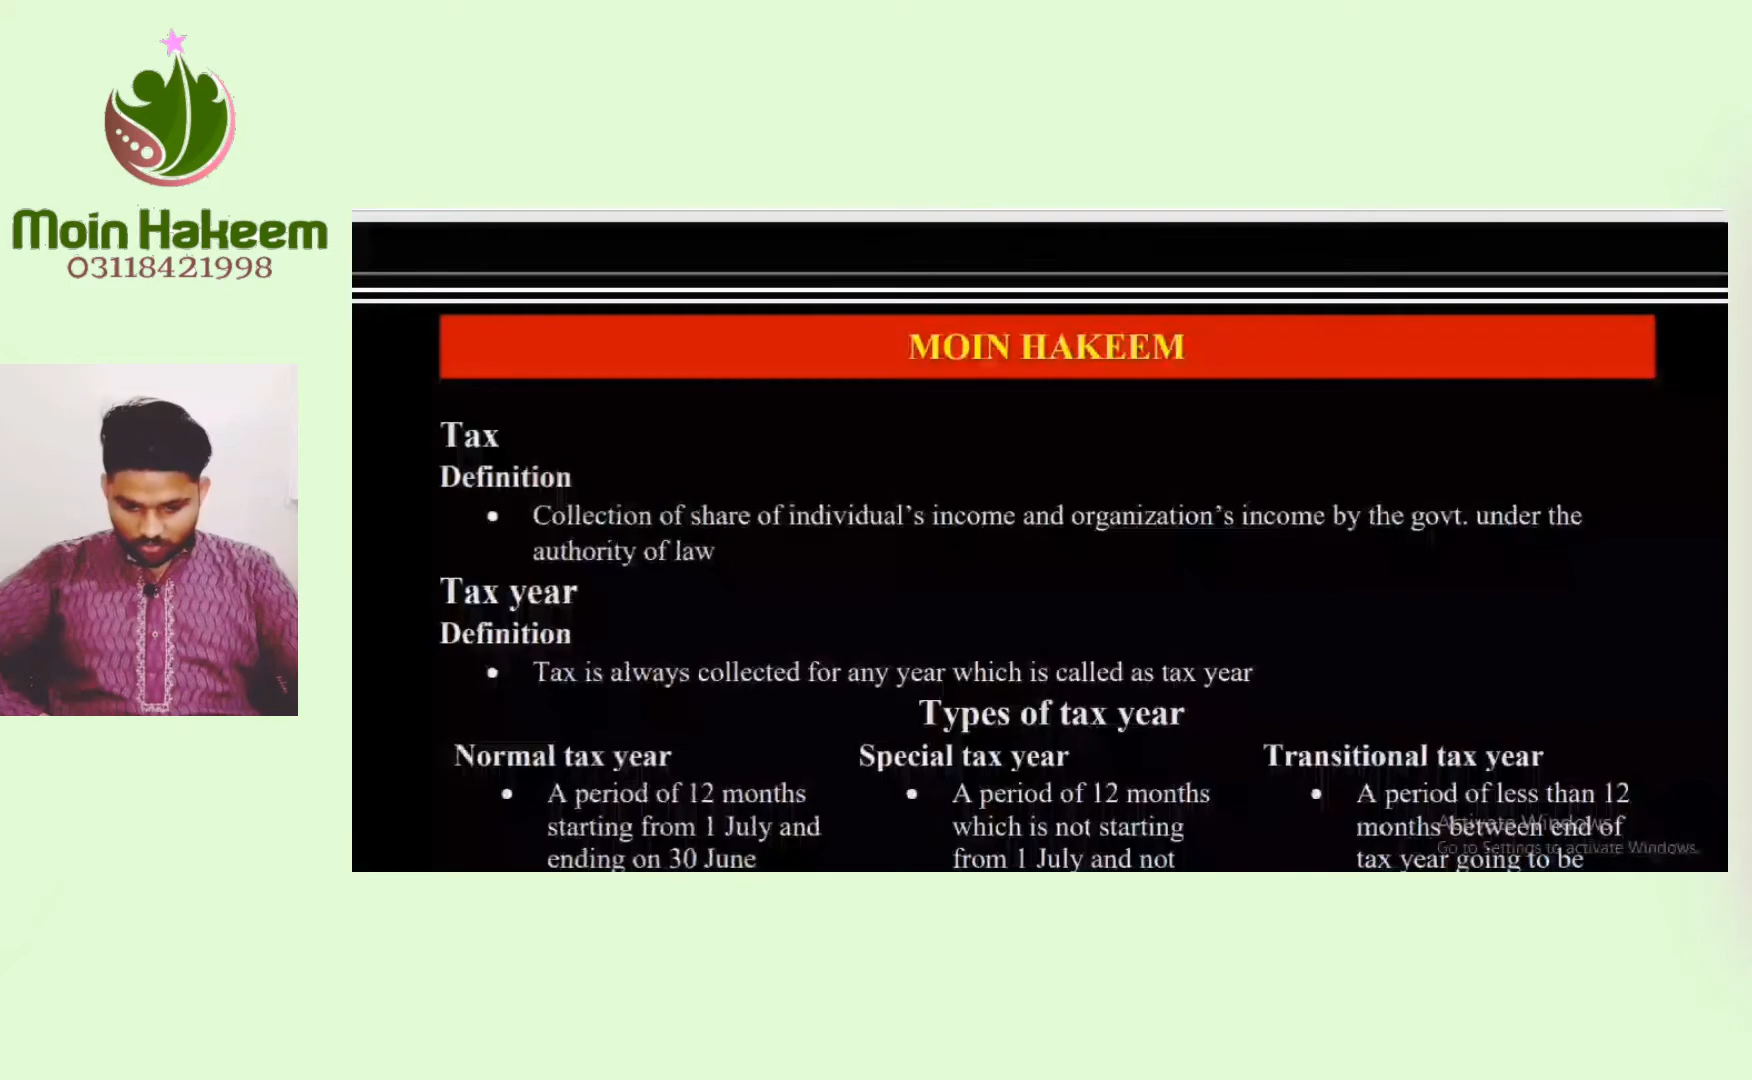 Moin Hakeem
03118421998
MOIN HAKEEM
Tax
Definition
• Collection of share of individual’s income and organization’s income by the govt. under the
authority of law
Tax year
Definition
• Tax is always collected for any year which is called as tax year
Types of tax year
Normal tax year
• A period of 12 months
starting from 1 July and
ending on 30 June
Special tax year
• A period of 12 months
which is not starting
from 1 July and not
Transitional tax year
• A period of less than 12
months between end of
tax year going to be
Activate Windows
Go to Settings to activate Windows.